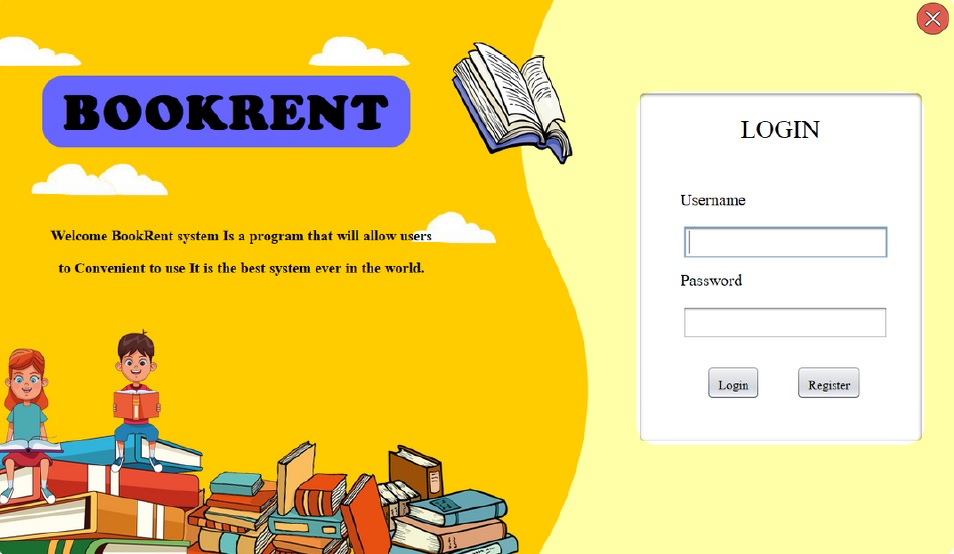 BOOKRENT
Welcome BookRent system Is a program that will allow users
to Convenient to use It is the best system ever in the world.
LOGIN
Username
Password
Login
Register